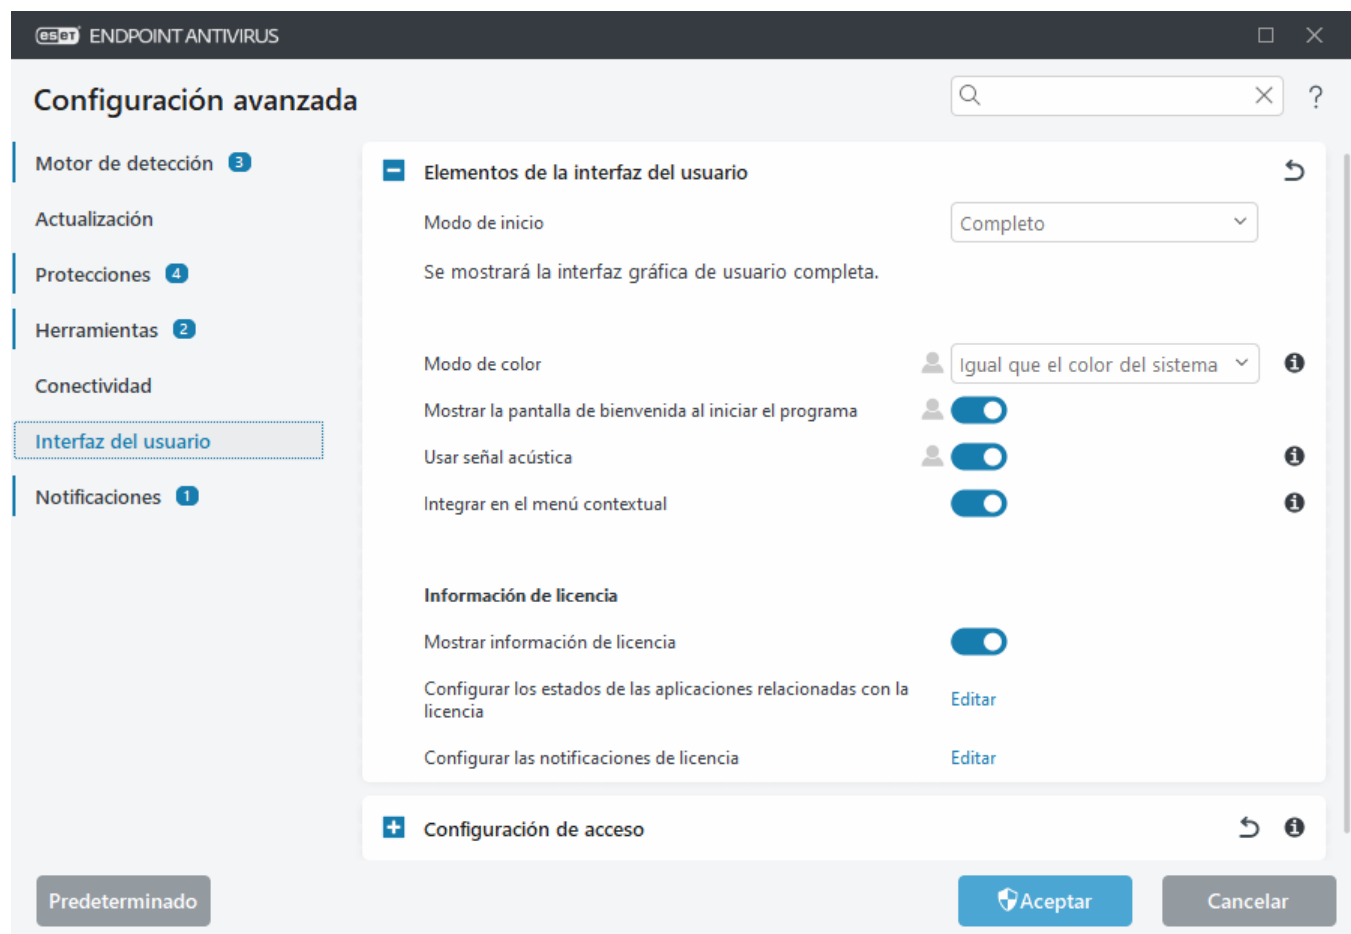 eset ENDPOINT ANTIVIRUS
Configuración avanzada
?
Motor de detección 3
Actualización
Protecciones 4
Herramientas 2
Conectividad
Interfaz del usuario
Notificaciones 1
Elementos de la interfaz del usuario
Modo de inicio
Completo
Se mostrará la interfaz gráfica de usuario completa.
Modo de color
Igual que el color del sistema
Mostrar la pantalla de bienvenida al iniciar el programa
Usar señal acústica
Integrar en el menú contextual
Información de licencia
Mostrar información de licencia
Configurar los estados de las aplicaciones relacionadas con la
licencia
Editar
Configurar las notificaciones de licencia
Editar
Configuración de acceso
Predeterminado
Aceptar
Cancelar